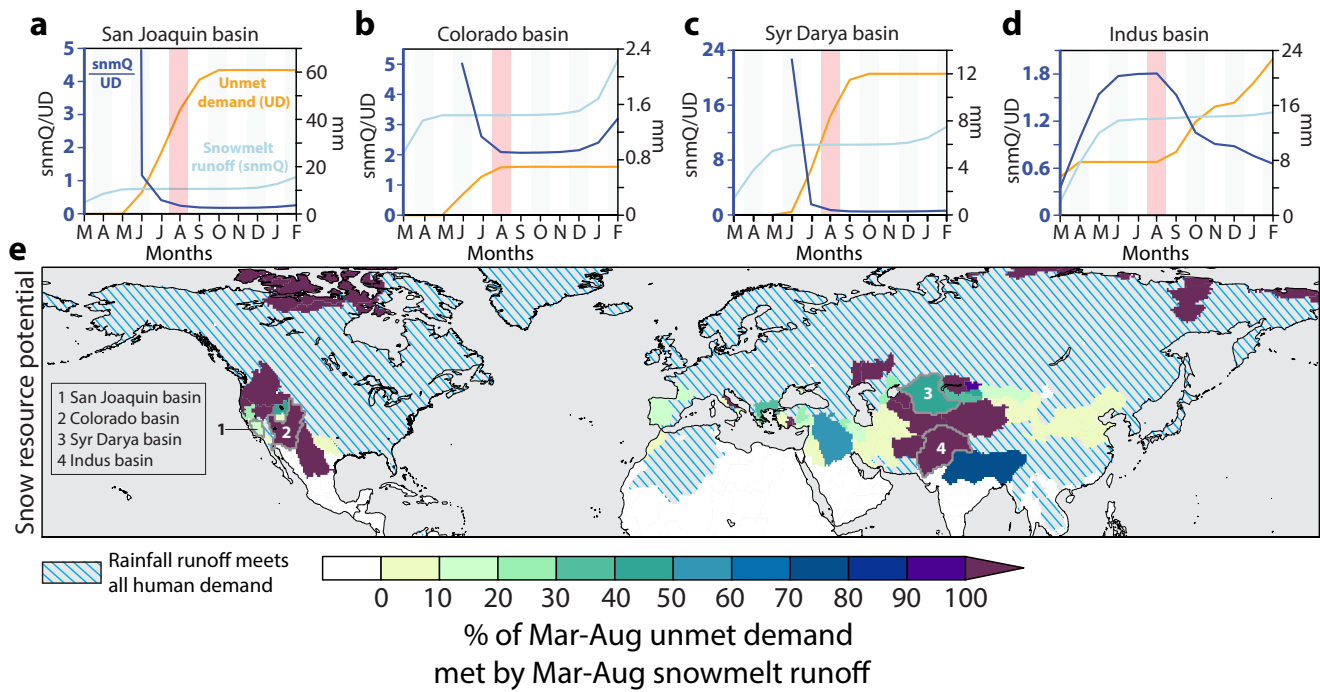 a
San Joaquin basin
5
4
3
2
1
0
snmQ/UD
snmQ
UD
Unmet
demand (UD)
Snowmelt
runoff (snmQ)
60
40
20
0
mm
M A M J J A S O N D J F
Months
b
Colorado basin
5
4
3
2
1
0
snmQ/UD
2.4
1.6
0.8
0
mm
M A M J J A S O N D J F
Months
c
Syr Darya basin
24
16
8
0
snmQ/UD
12
8
4
0
mm
M A M J J A S O N D J F
Months
d
Indus basin
1.8
1.2
0.6
0
snmQ/UD
24
16
8
0
mm
M A M J J A S O N D J F
Months
e
Snow resource potential
1 San Joaquin basin
2 Colorado basin
3 Syr Darya basin
4 Indus basin
1
2
3
4
Rainfall runoff meets
all human demand
0 10 20 30 40 50 60 70 80 90 100
% of Mar-Aug unmet demand
met by Mar-Aug snowmelt runoff